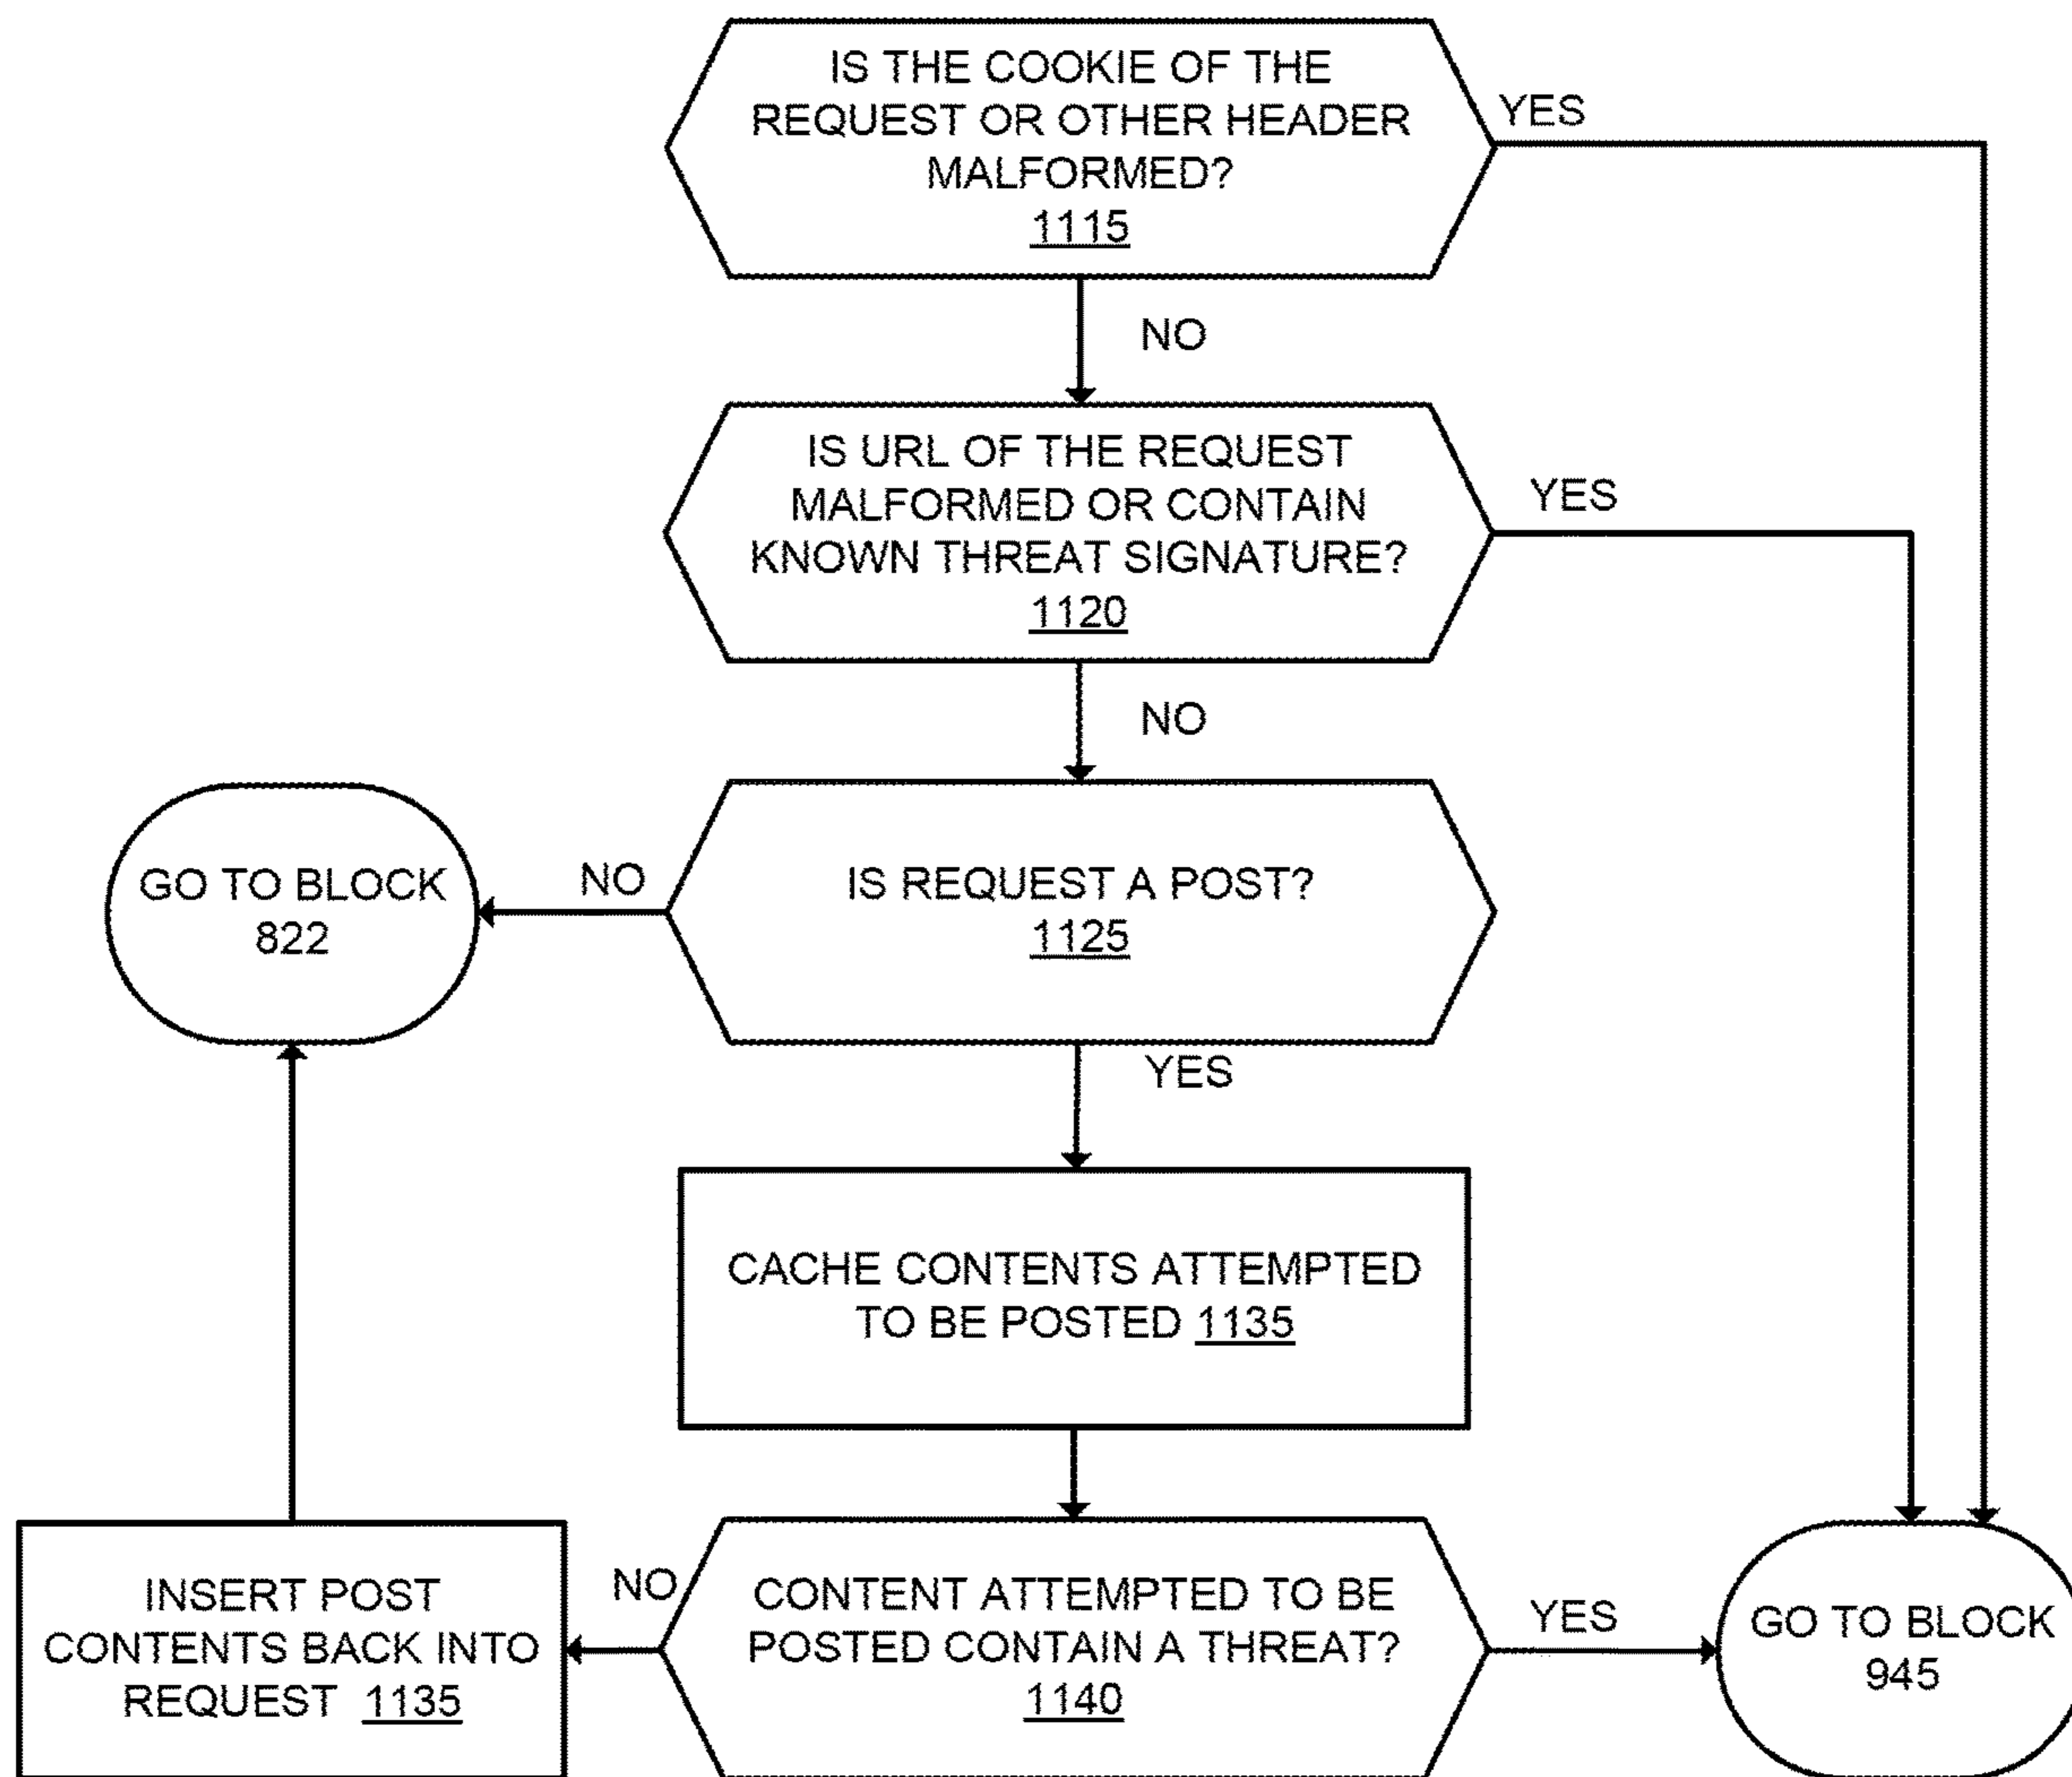 IS THE COOKIE OF THE
REQUEST OR OTHER HEADER
MALFORMED?
1115
YES
NO
IS URL OF THE REQUEST
MALFORMED OR CONTAIN
KNOWN THREAT SIGNATURE?
1120
YES
NO
GO TO BLOCK
822
NO
IS REQUEST A POST?
1125
YES
CACHE CONTENTS ATTEMPTED
TO BE POSTED 1135
INSERT POST
CONTENTS BACK INTO
REQUEST 1135
NO
CONTENT ATTEMPTED TO BE
POSTED CONTAIN A THREAT?
1140
YES
GO TO BLOCK
945